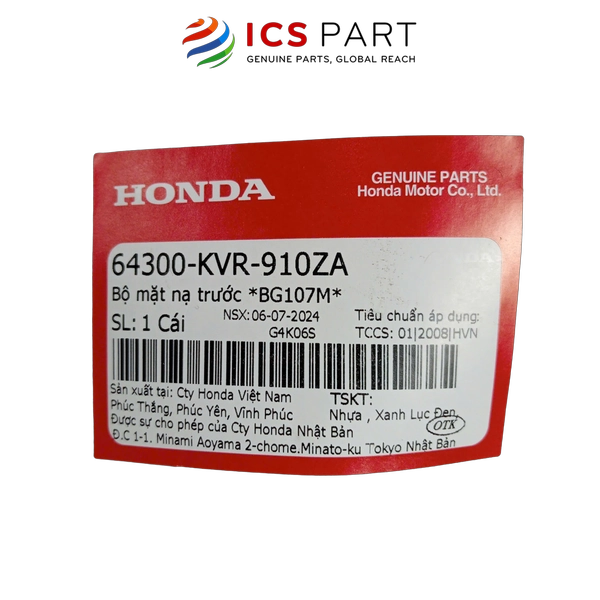 ICS PART
GENUINE PARTS, GLOBAL REACH
HONDA
GENUINE PARTS
Honda Motor Co., Ltd.
64300-KVR-910ZA
Bộ mặt nạ trước *BG107M*
SL: 1 Cái
NSX: 06-07-2024
G4K06S
Tiêu chuẩn áp dụng:
TCCS: 01|2008|HVN
Sản xuất tại: Cty Honda Việt Nam
Phúc Thắng, Phúc Yên, Vĩnh Phúc
Được sự cho phép của Cty Honda Nhật Bản
Đ.C 1-1. Minami Aoyama 2-chome.Minato-ku Tokyo Nhật Bản
TSKT:
Nhựa , Xanh Lục Đen,
OTK